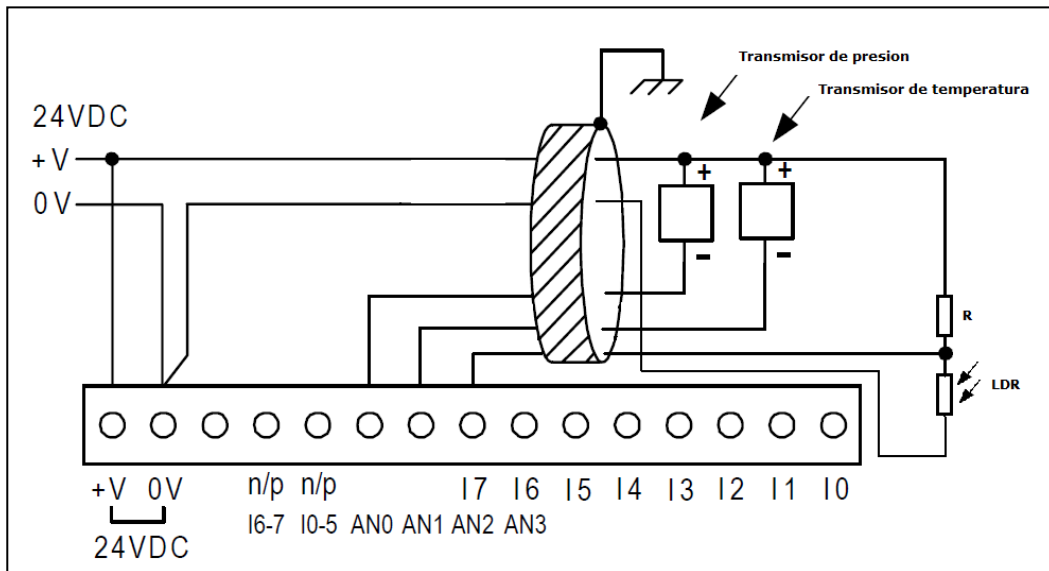 Transmisor de presion
Transmisor de temperatura
24VDC
+V
0V
+
+
-
-
R
LDR
+V 0V n/p n/p I7 I6 I5 I4 I3 I2 I1 I0
I6-7 I0-5 AN0 AN1 AN2 AN3
24VDC